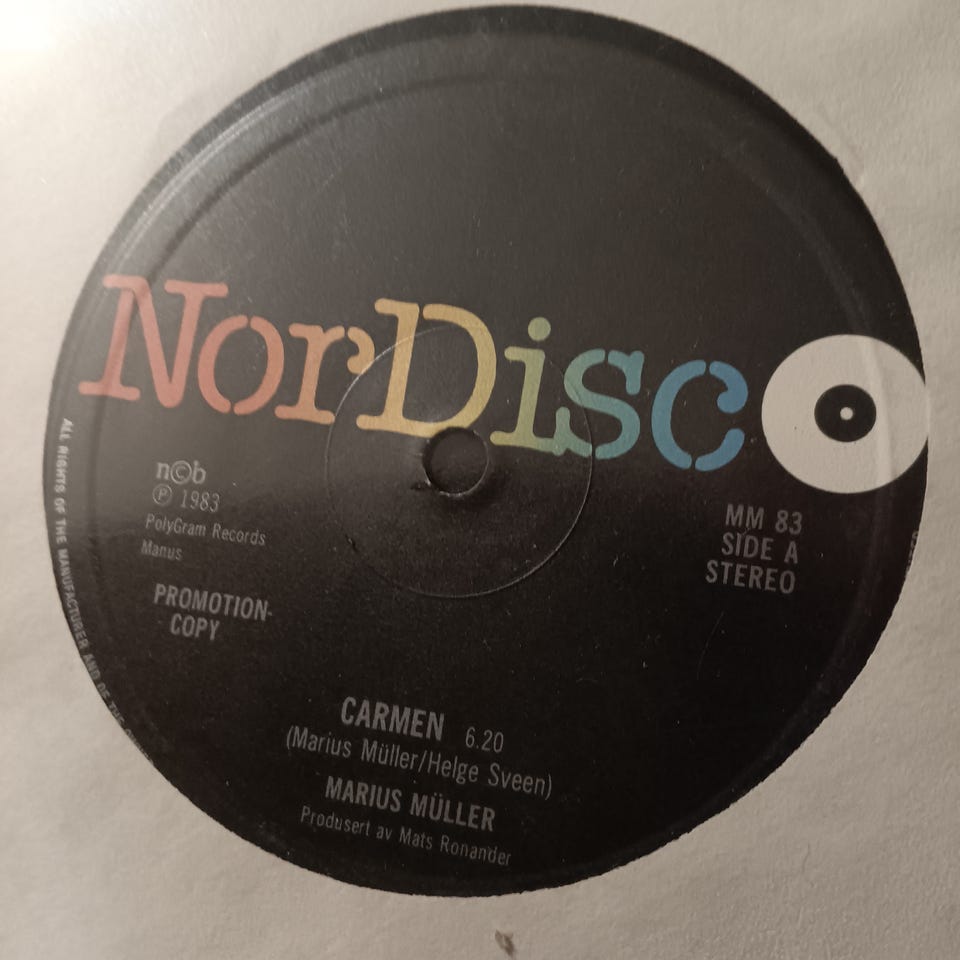 NorDisc
n©b
Ⓟ 1983
PolyGram Records
Manus
PROMOTION-
COPY
MM 83
SIDE A
STEREO
CARMEN 6.20
(Marius Müller/Helge Sveen)
MARIUS MÜLLER
Produsert av Mats Ronander
ALL RIGHTS OF THE MANUFACTURER AND OF THE